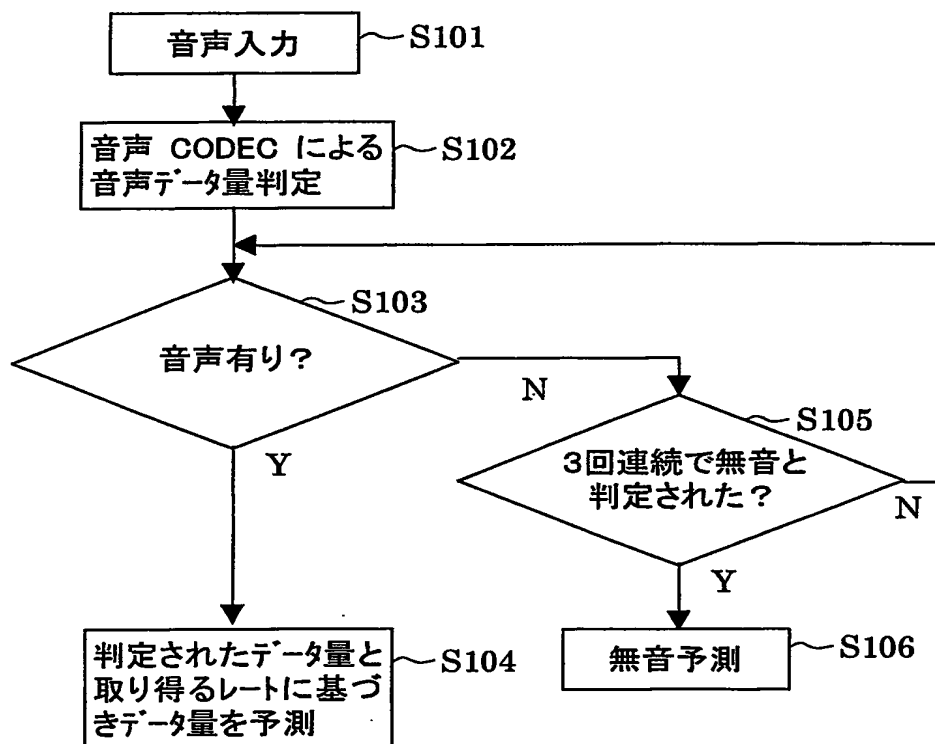 音声入力
S101
音声 CODEC による
音声ﾃﾞｰﾀ量判定
S102
S103
音声有り？
N
Y
S105
３回連続で無音と
判定された？
N
Y
判定されたﾃﾞｰﾀ量と
取り得るﾚｰﾄに基づ
きﾃﾞｰﾀ量を予測
S104
無音予測
S106